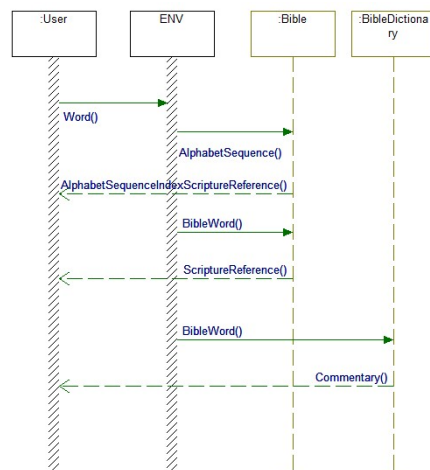 :User
ENV
:Bible
:BibleDictiona
ry
Word()
AlphabetSequence()
AlphabetSequenceIndexScriptureReference()
BibleWord()
ScriptureReference()
BibleWord()
Commentary()